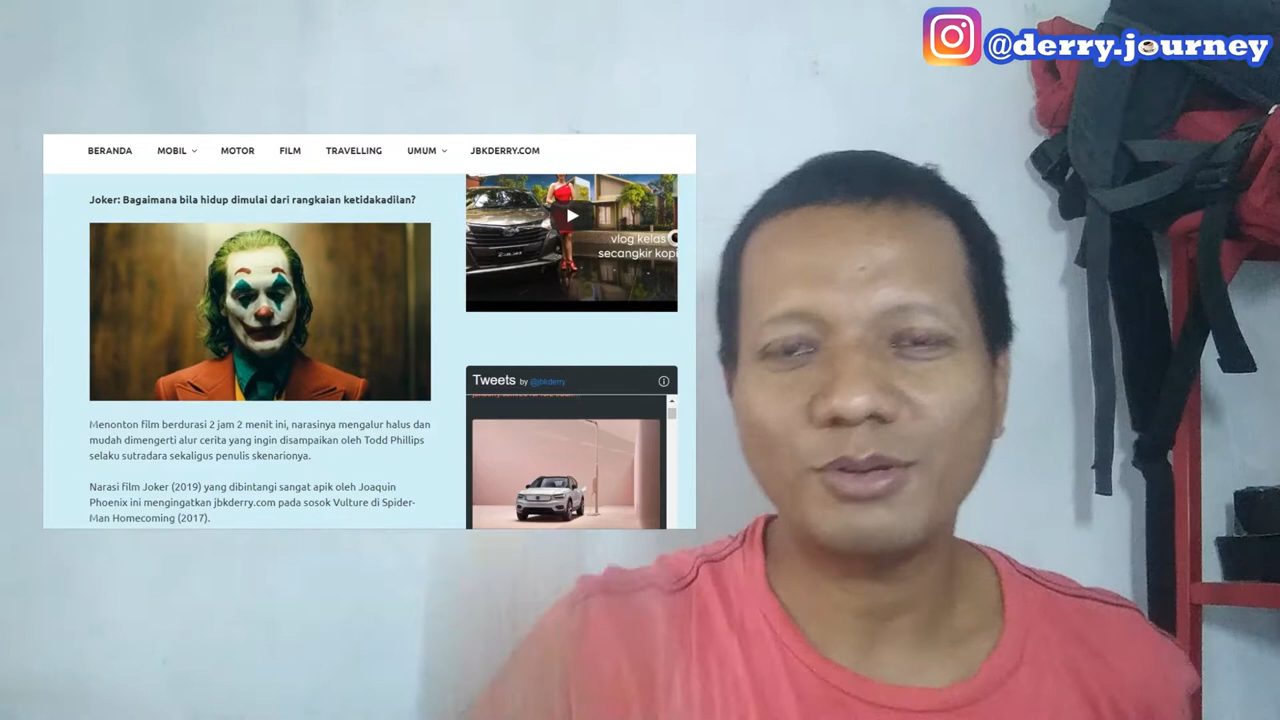 @derry.journey
BERANDA MOBIL MOTOR FILM TRAVELLING UMUM JBKDERRY.COM
Joker: Bagaimana bila hidup dimulai dari rangkaian ketidakadilan?
Menonton film berdurasi 2 jam 2 menit ini, narasinya mengalur halus dan
mudah dimengerti alur cerita yang ingin disampaikan oleh Todd Phillips
selaku sutradara sekaligus penulis skenarionya.
Narasi film Joker (2019) yang dibintangi sangat apik oleh Joaquin
Phoenix ini mengingatkan jbkderry.com pada sosok Vulture di Spider-
Man Homecoming (2017).
vlog kelas
secangkir kopi
Tweets by @jbkderry